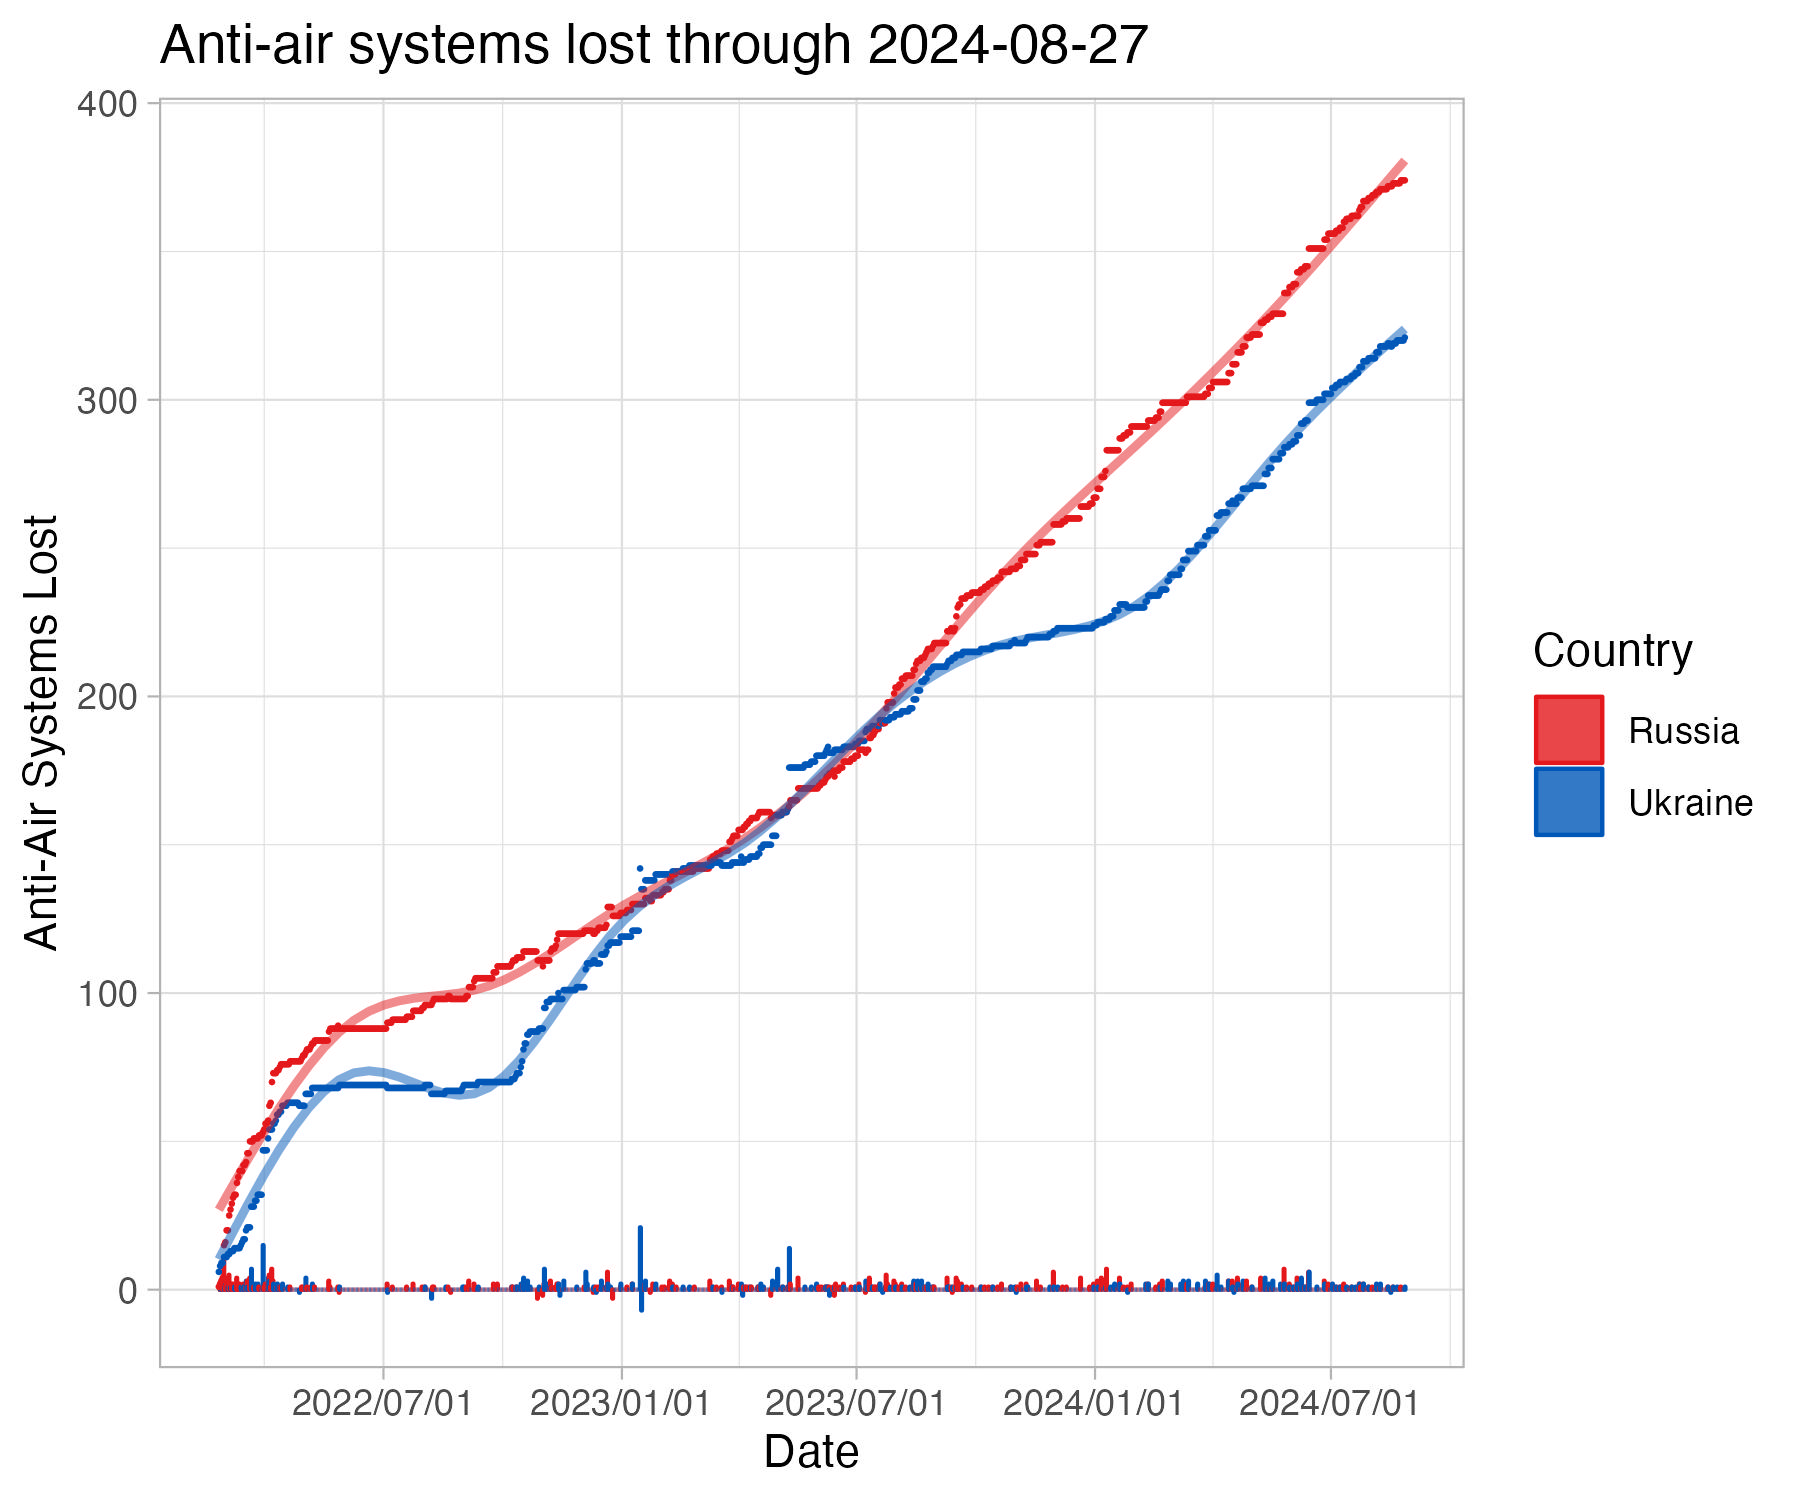 Anti-air systems lost through 2024-08-27
Anti-Air Systems Lost
400
300
200
100
0
2022/07/01 2023/01/01 2023/07/01 2024/01/01 2024/07/01
Date
Country
Russia
Ukraine